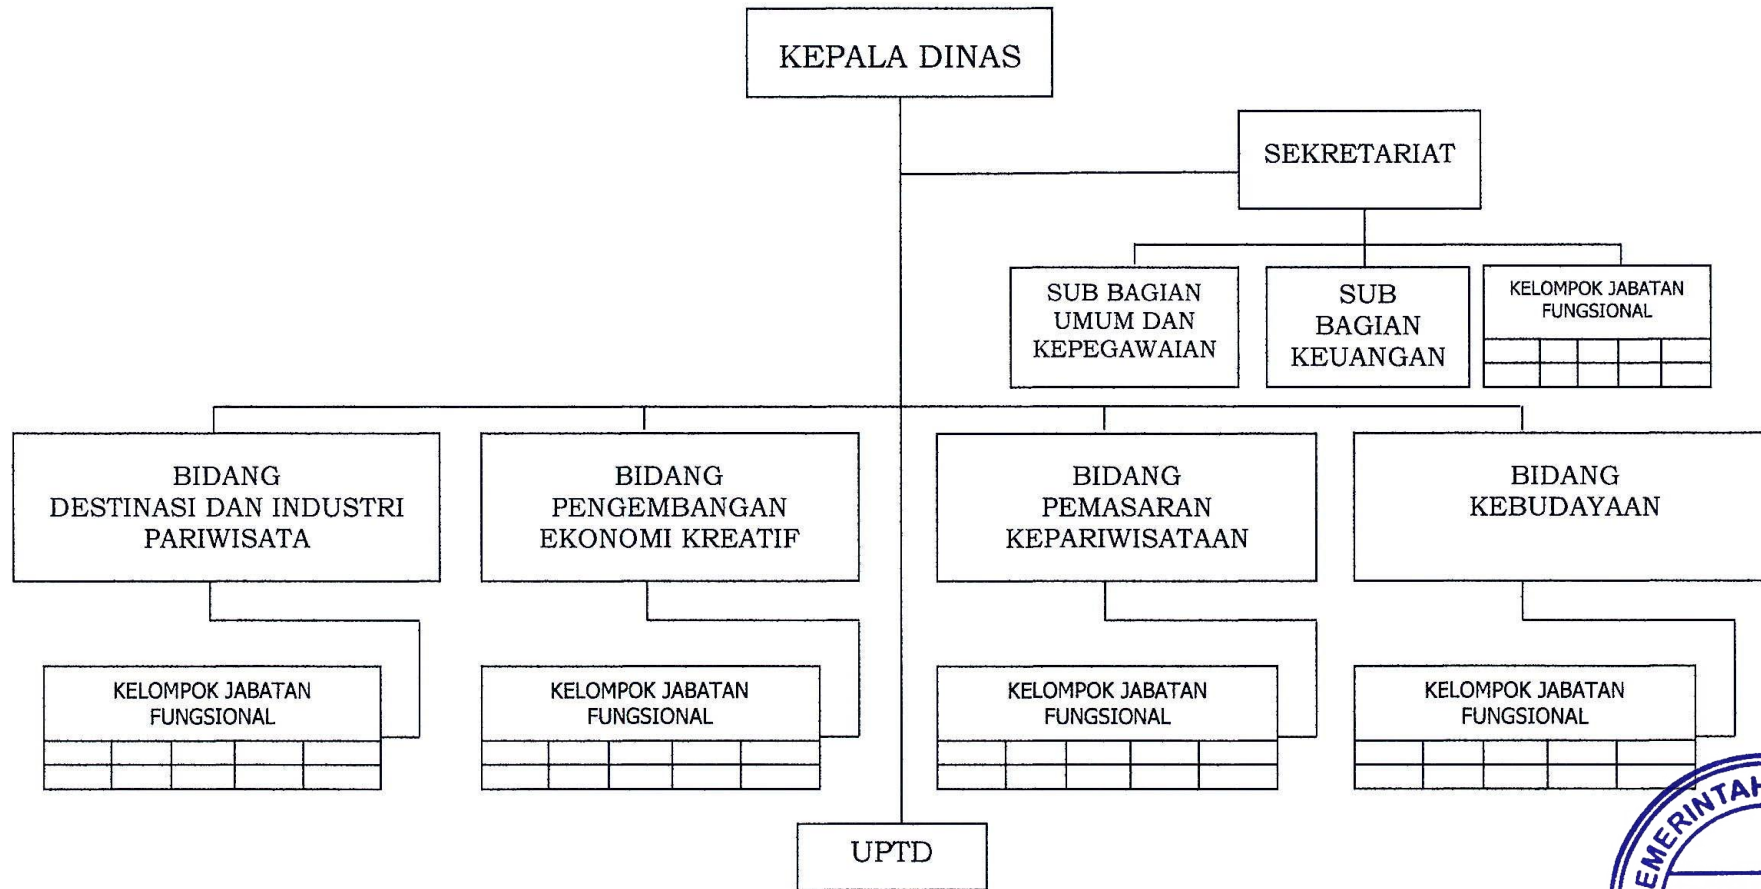 KEPALA DINAS
SEKRETARIAT
SUB BAGIAN
UMUM DAN
KEPEGAWAIAN
SUB
BAGIAN
KEUANGAN
KELOMPOK JABATAN
FUNGSIONAL
BIDANG
DESTINASI DAN INDUSTRI
PARIWISATA
BIDANG
PENGEMBANGAN
EKONOMI KREATIF
BIDANG
PEMASARAN
KEPARIWISATAAN
BIDANG
KEBUDAYAAN
KELOMPOK JABATAN
FUNGSIONAL
KELOMPOK JABATAN
FUNGSIONAL
KELOMPOK JABATAN
FUNGSIONAL
KELOMPOK JABATAN
FUNGSIONAL
UPTD
EMERINTAH